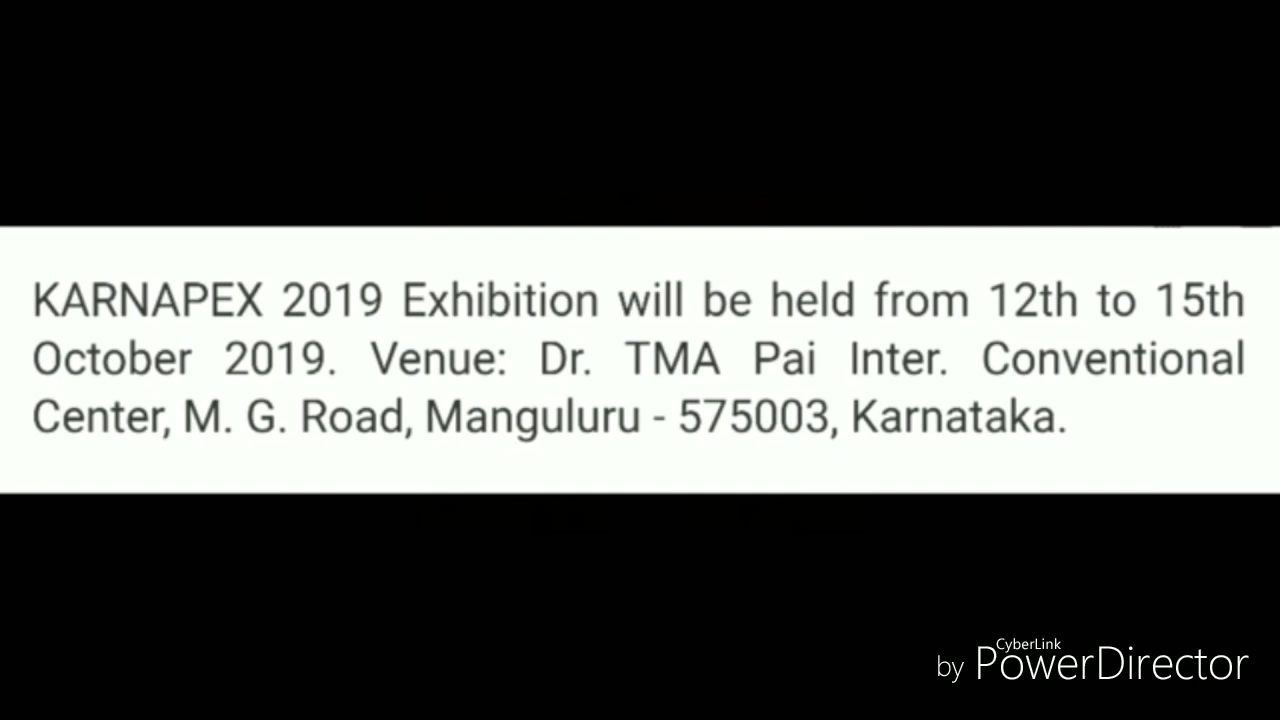 KARNAPEX 2019 Exhibition will be held from 12th to 15th
October 2019. Venue: Dr. TMA Pai Inter. Conventional
Center, M. G. Road, Manguluru - 575003, Karnataka.
CyberLink
by PowerDirector